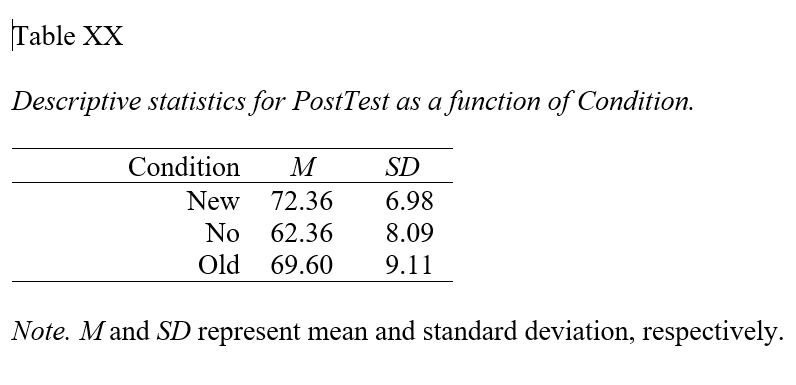 Table XX
Descriptive statistics for PostTest as a function of Condition.
Condition M SD
New 72.36 6.98
No 62.36 8.09
Old 69.60 9.11
Note. M and SD represent mean and standard deviation, respectively.